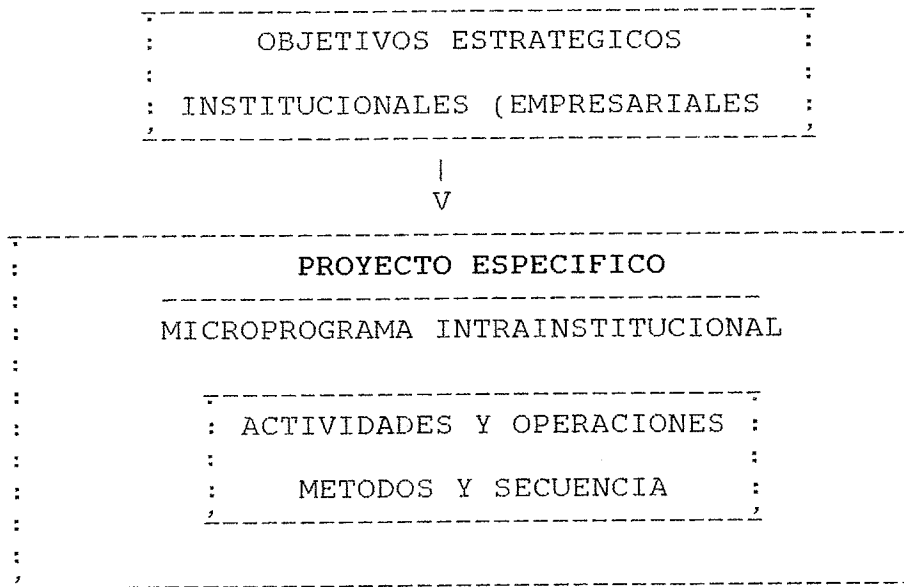 OBJETIVOS ESTRATEGICOS
INSTITUCIONALES (EMPRESARIALES
|
V
PROYECTO ESPECIFICO
MICROPROGRAMA INTRAINSTITUCIONAL
ACTIVIDADES Y OPERACIONES
METODOS Y SECUENCIA